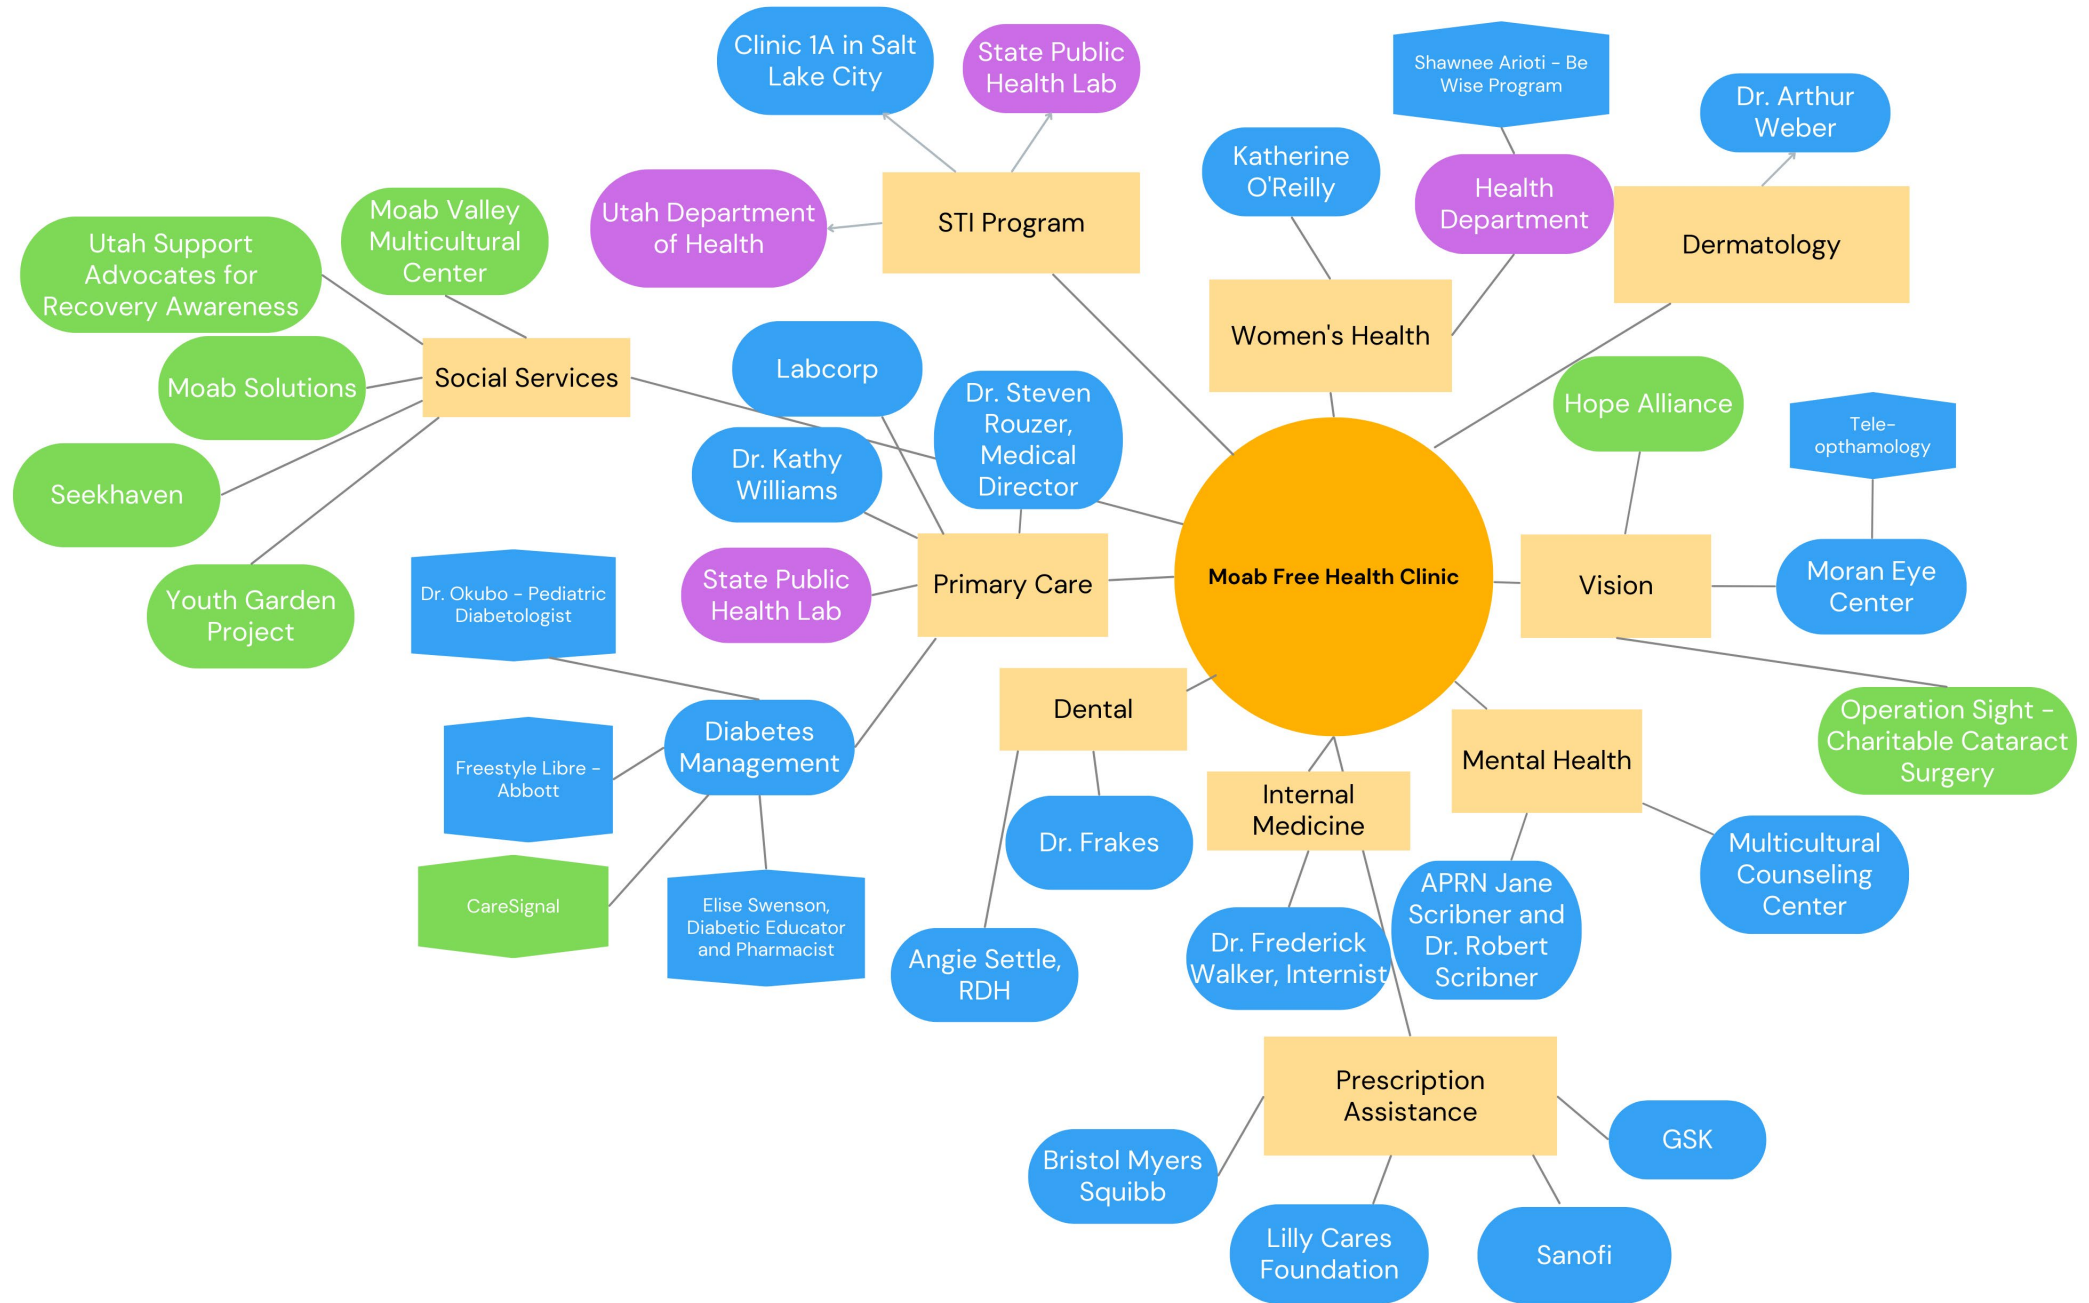 Clinic 1A in Salt
Lake City
State Public
Health Lab
Shawnee Arioti - Be
Wise Program
Dr. Arthur
Weber
Katherine
O'Reilly
Health
Department
Utah Department
of Health
STI Program
Dermatology
Moab Valley
Multicultural
Center
Utah Support
Advocates for
Recovery Awareness
Women's Health
Moab Solutions
Social Services
Labcorp
Dr. Steven
Rouzer,
Medical
Director
Hope Alliance
Tele-
opthamology
Dr. Kathy
Williams
Seekhaven
State Public
Health Lab
Primary Care
Moab Free Health Clinic
Vision
Moran Eye
Center
Youth Garden
Project
Dr. Okubo - Pediatric
Diabetologist
Dental
Diabetes
Management
Mental Health
Operation Sight -
Charitable Cataract
Surgery
Freestyle Libre -
Abbott
Internal
Medicine
Dr. Frakes
Multicultural
Counseling
Center
CareSignal
Elise Swenson,
Diabetic Educator
and Pharmacist
APRN Jane
Scribner and
Dr. Robert
Scribner
Dr. Frederick
Walker, Internist
Angie Settle,
RDH
Prescription
Assistance
GSK
Bristol Myers
Squibb
Lilly Cares
Foundation
Sanofi